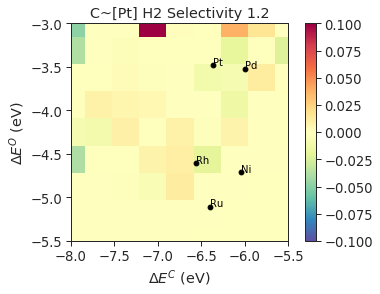 C~[Pt] H2 Selectivity 1.2
−3.0
−3.5
−4.0
−4.5
−5.0
−5.5
ΔE^O (eV)
Pt
Pd
Rh
Ni
Ru
−8.0 −7.5 −7.0 −6.5 −6.0 −5.5
ΔE^C (eV)
0.100
0.075
0.050
0.025
0.000
−0.025
−0.050
−0.075
−0.100